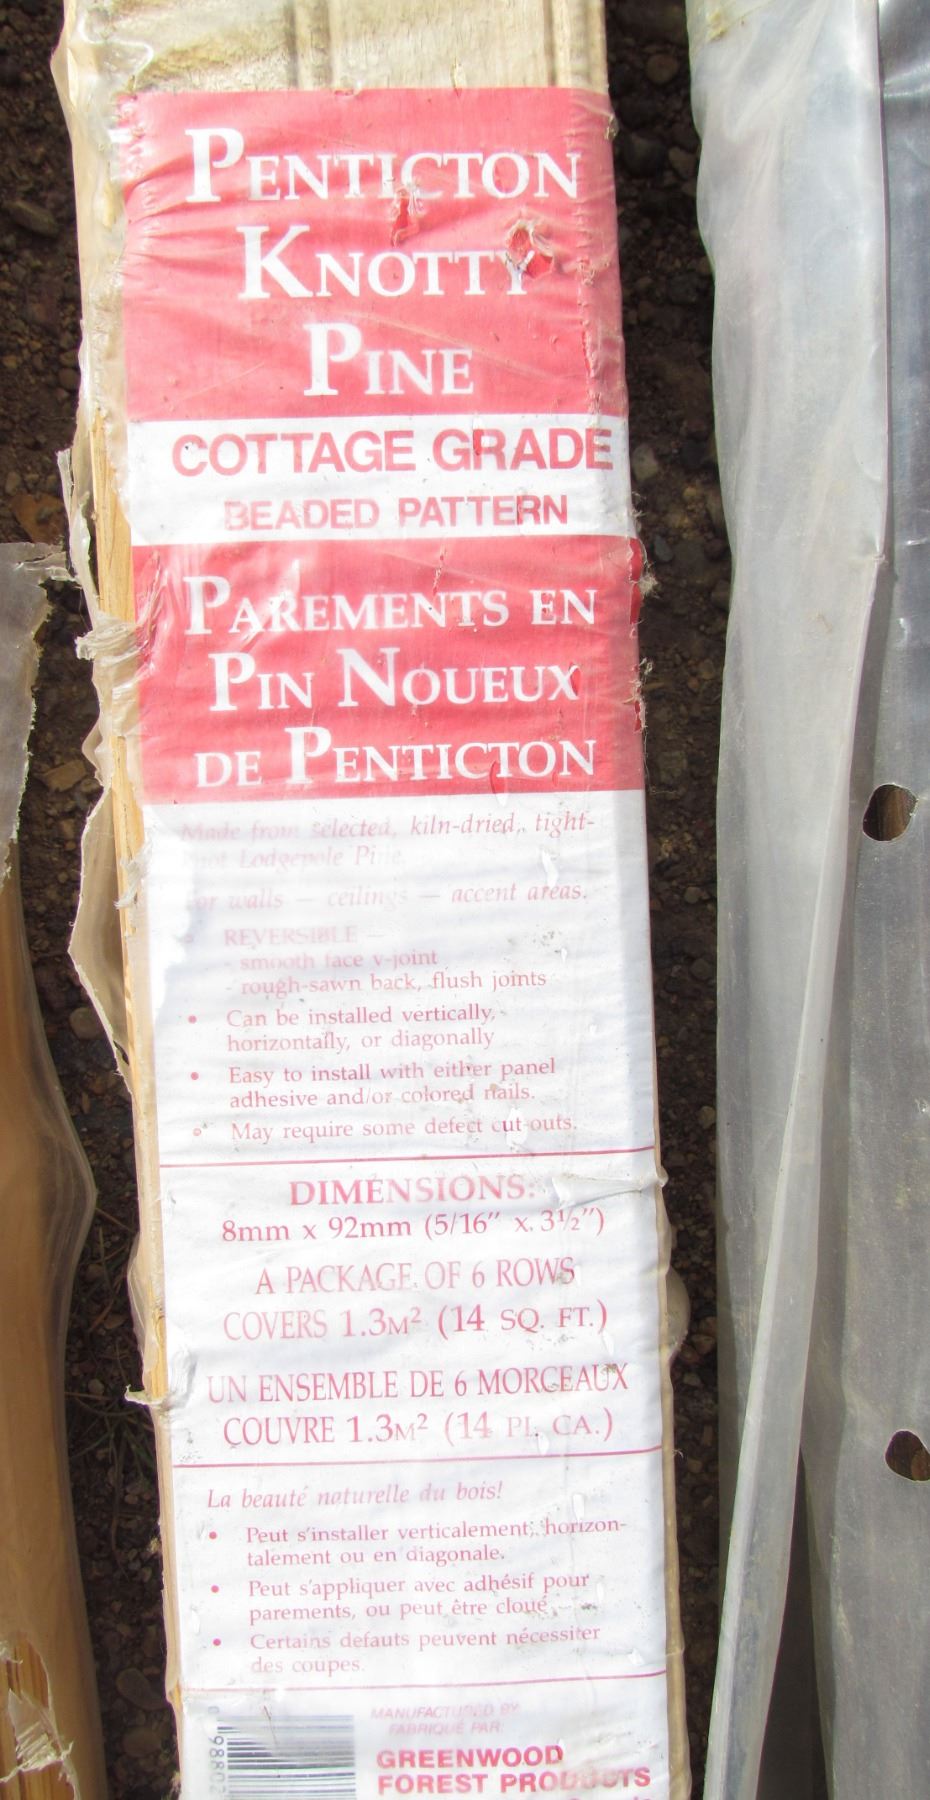 PENTICTON
KNOTTY
PINE
COTTAGE GRADE
BEADED PATTERN
PAREMENTS EN
PIN NOUEUX
DE PENTICTON
Made from selected, kiln-dried, tight-
knot Lodgepole Pine.
For walls — ceilings — accent areas.
• REVERSIBLE —
- smooth face v-joint
- rough-sawn back, flush joints
• Can be installed vertically,
horizontally, or diagonally
• Easy to install with either panel
adhesive and/or colored nails.
• May require some defect cut-outs.
DIMENSIONS:
8mm x 92mm (5/16" x 3½")
A PACKAGE OF 6 ROWS
COVERS 1.3M² (14 SQ. FT.)
UN ENSEMBLE DE 6 MORCEAUX
COUVRE 1.3M² (14 PI. CA.)
La beauté naturelle du bois!
• Peut s'installer verticalement, horizon-
talement ou en diagonale.
• Peut s'appliquer avec adhésif pour
parements, ou peut être cloué
• Certains defauts peuvent nécessiter
des coupes.
MANUFACTURED BY
FABRIQUÉ PAR:
GREENWOOD
FOREST PRODUCTS